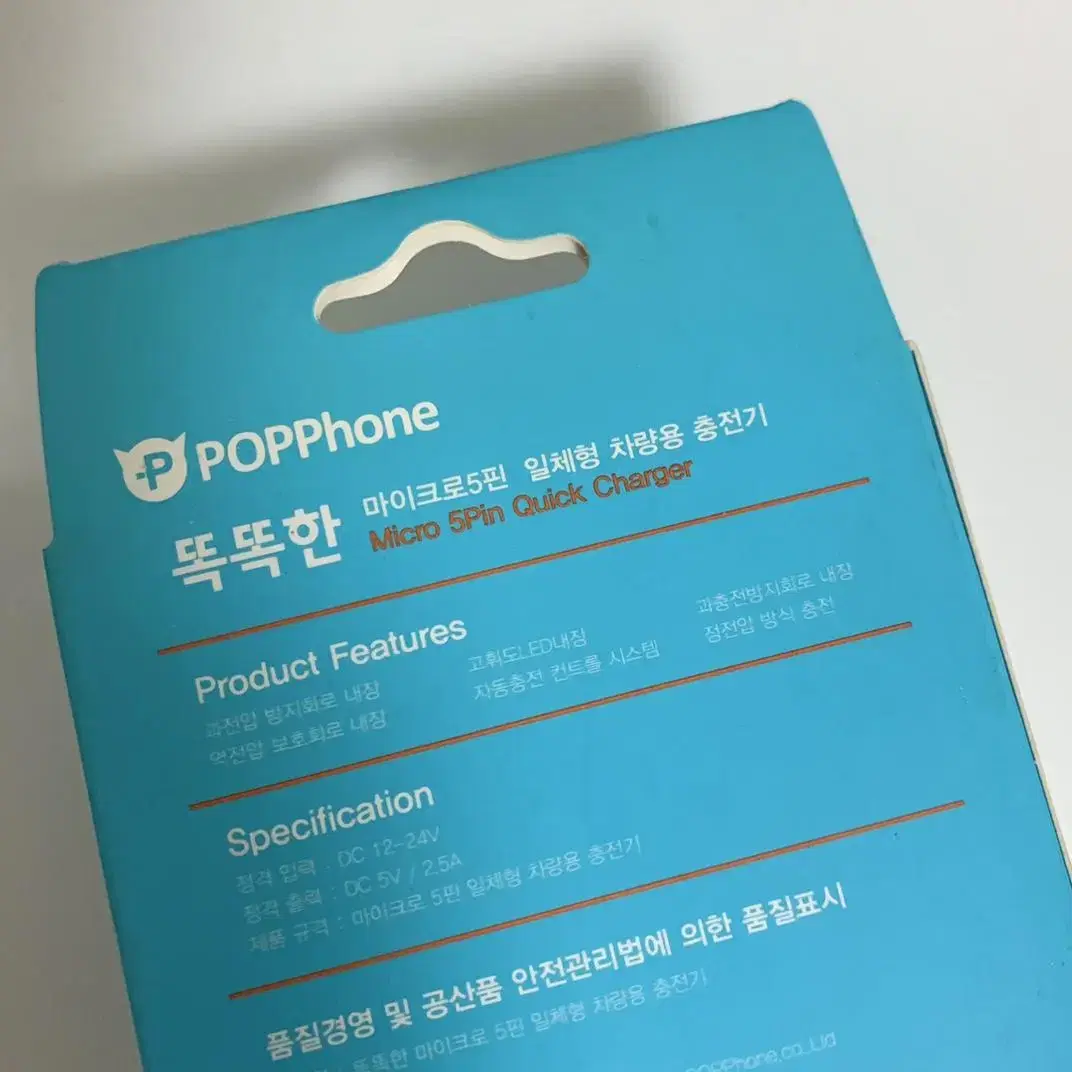 POPPhone
똑똑한 마이크로5핀 일체형 차량용 충전기
Micro 5Pin Quick Charger
Product Features
과전압 방지회로 내장
역전압 보호회로 내장
고휘도LED내장
자동충전 컨트롤 시스템
과충전방지회로 내장
정전압 방식 충전
Specification
정격 입력 : DC 12-24V
정격 출력 : DC 5V / 2.5A
제품 규격 : 마이크로 5핀 일체형 차량용 충전기
품질경영 및 공산품 안전관리법에 의한 품질표시
: 똑똑한 마이크로 5핀 일체형 차량용 충전기
POPPhone.co.,Ltd